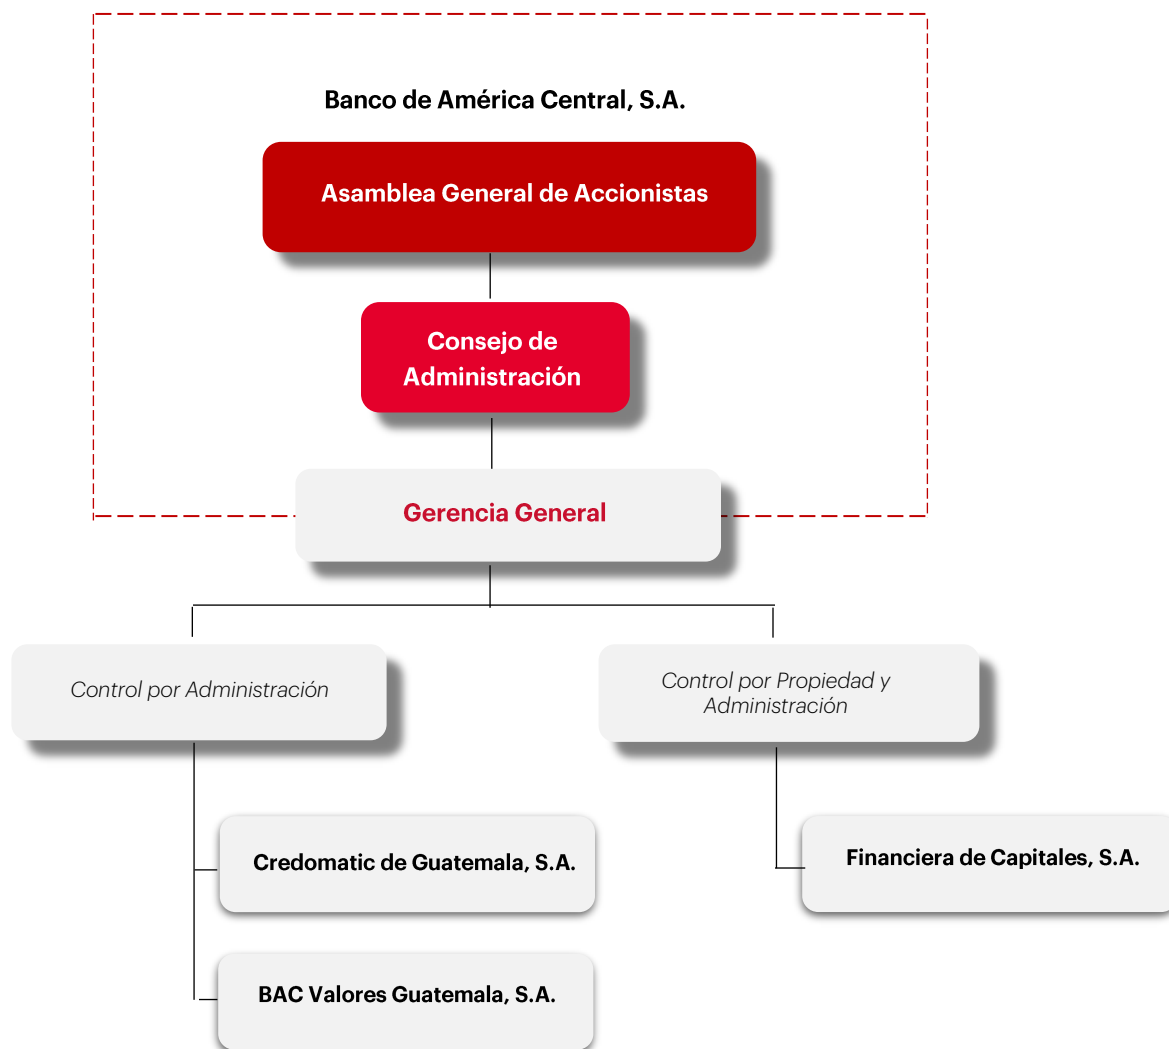 Banco de América Central, S.A.
Asamblea General de Accionistas
Consejo de
Administración
Gerencia General
Control por Administración
Control por Propiedad y
Administración
Credomatic de Guatemala, S.A.
Financiera de Capitales, S.A.
BAC Valores Guatemala, S.A.